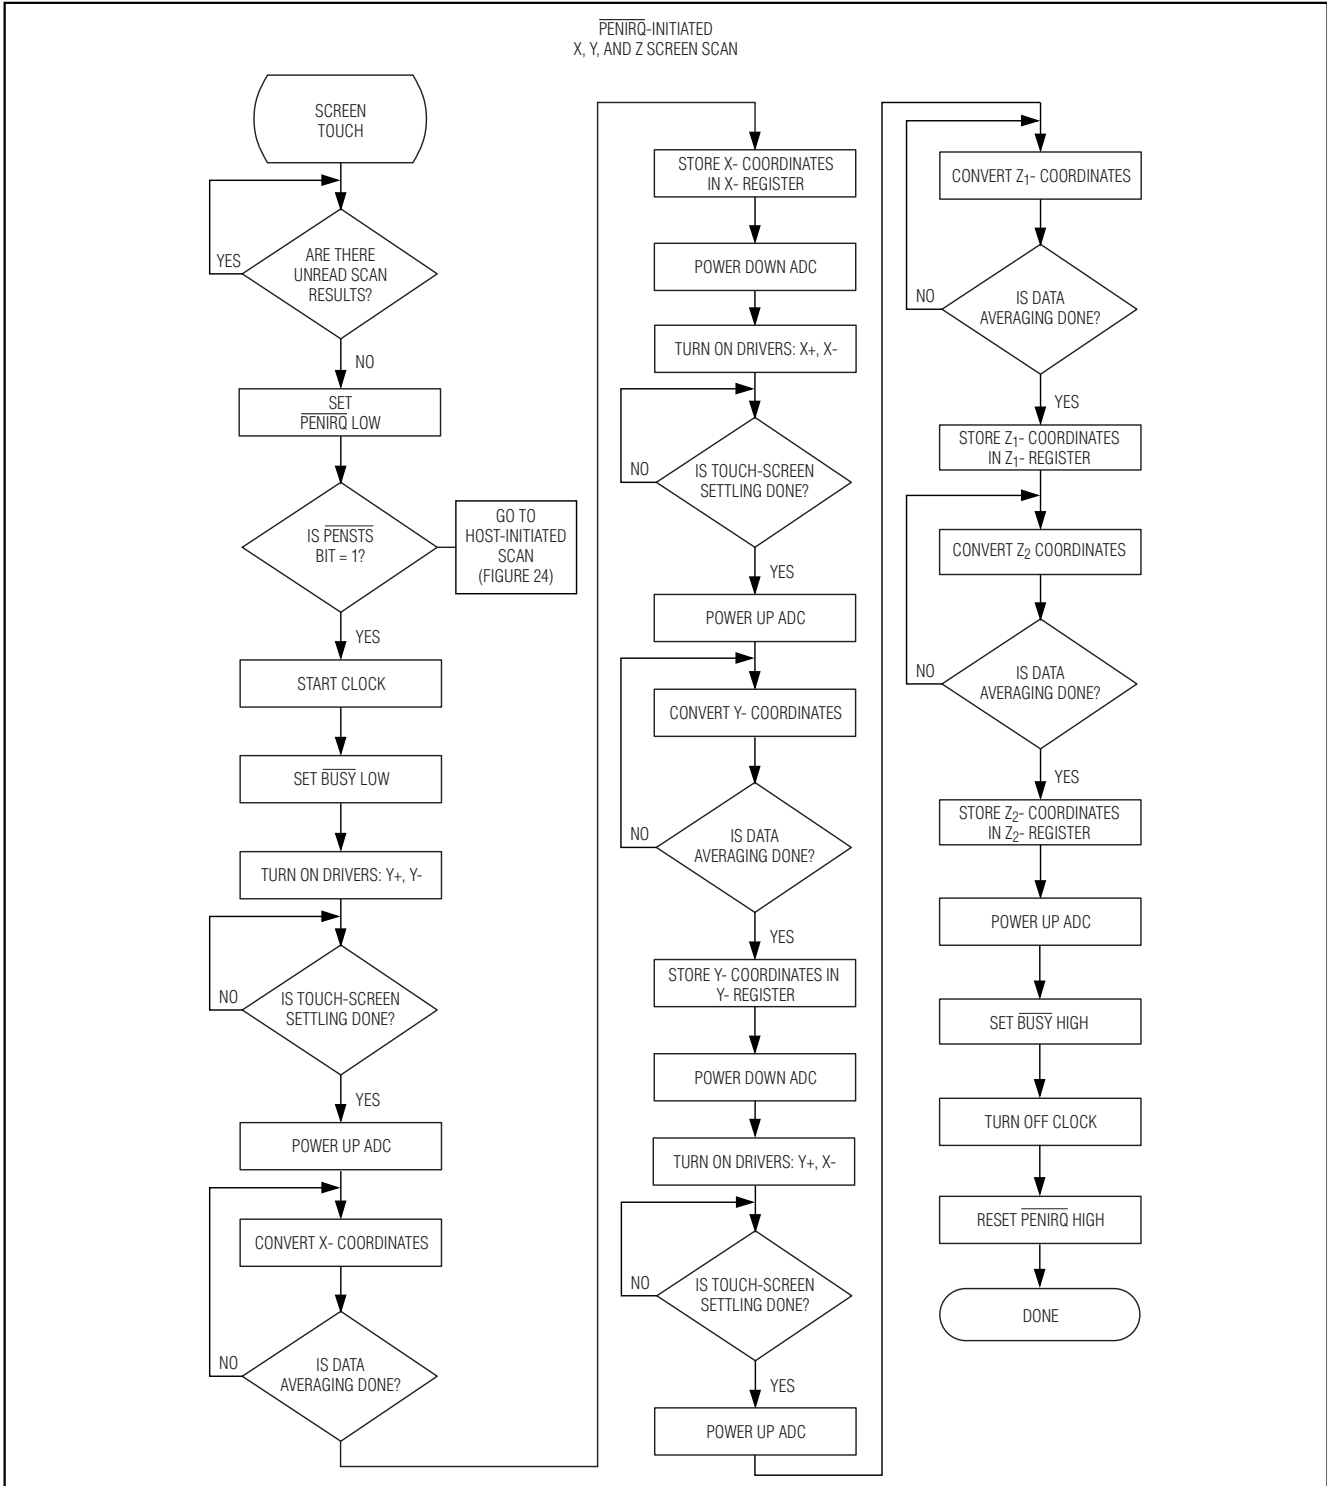 PENIRQ-INITIATED
X, Y, AND Z SCREEN SCAN
SCREEN
TOUCH
YES
ARE THERE
UNREAD SCAN
RESULTS?
NO
SET
PENIRQ LOW
IS PENSTS
BIT = 1?
GO TO
HOST-INITIATED
SCAN
(FIGURE 24)
YES
START CLOCK
SET BUSY LOW
TURN ON DRIVERS: Y+, Y-
NO
IS TOUCH-SCREEN
SETTLING DONE?
YES
POWER UP ADC
CONVERT X- COORDINATES
NO
IS DATA
AVERAGING DONE?
STORE X- COORDINATES
IN X- REGISTER
POWER DOWN ADC
TURN ON DRIVERS: X+, X-
NO
IS TOUCH-SCREEN
SETTLING DONE?
YES
POWER UP ADC
CONVERT Y- COORDINATES
NO
IS DATA
AVERAGING DONE?
YES
STORE Y- COORDINATES IN
Y- REGISTER
POWER DOWN ADC
TURN ON DRIVERS: Y+, X-
NO
IS TOUCH-SCREEN
SETTLING DONE?
YES
POWER UP ADC
CONVERT Z1- COORDINATES
NO
IS DATA
AVERAGING DONE?
YES
STORE Z1- COORDINATES
IN Z1- REGISTER
CONVERT Z2 COORDINATES
NO
IS DATA
AVERAGING DONE?
YES
STORE Z2- COORDINATES
IN Z2- REGISTER
POWER UP ADC
SET BUSY HIGH
TURN OFF CLOCK
RESET PENIRQ HIGH
DONE